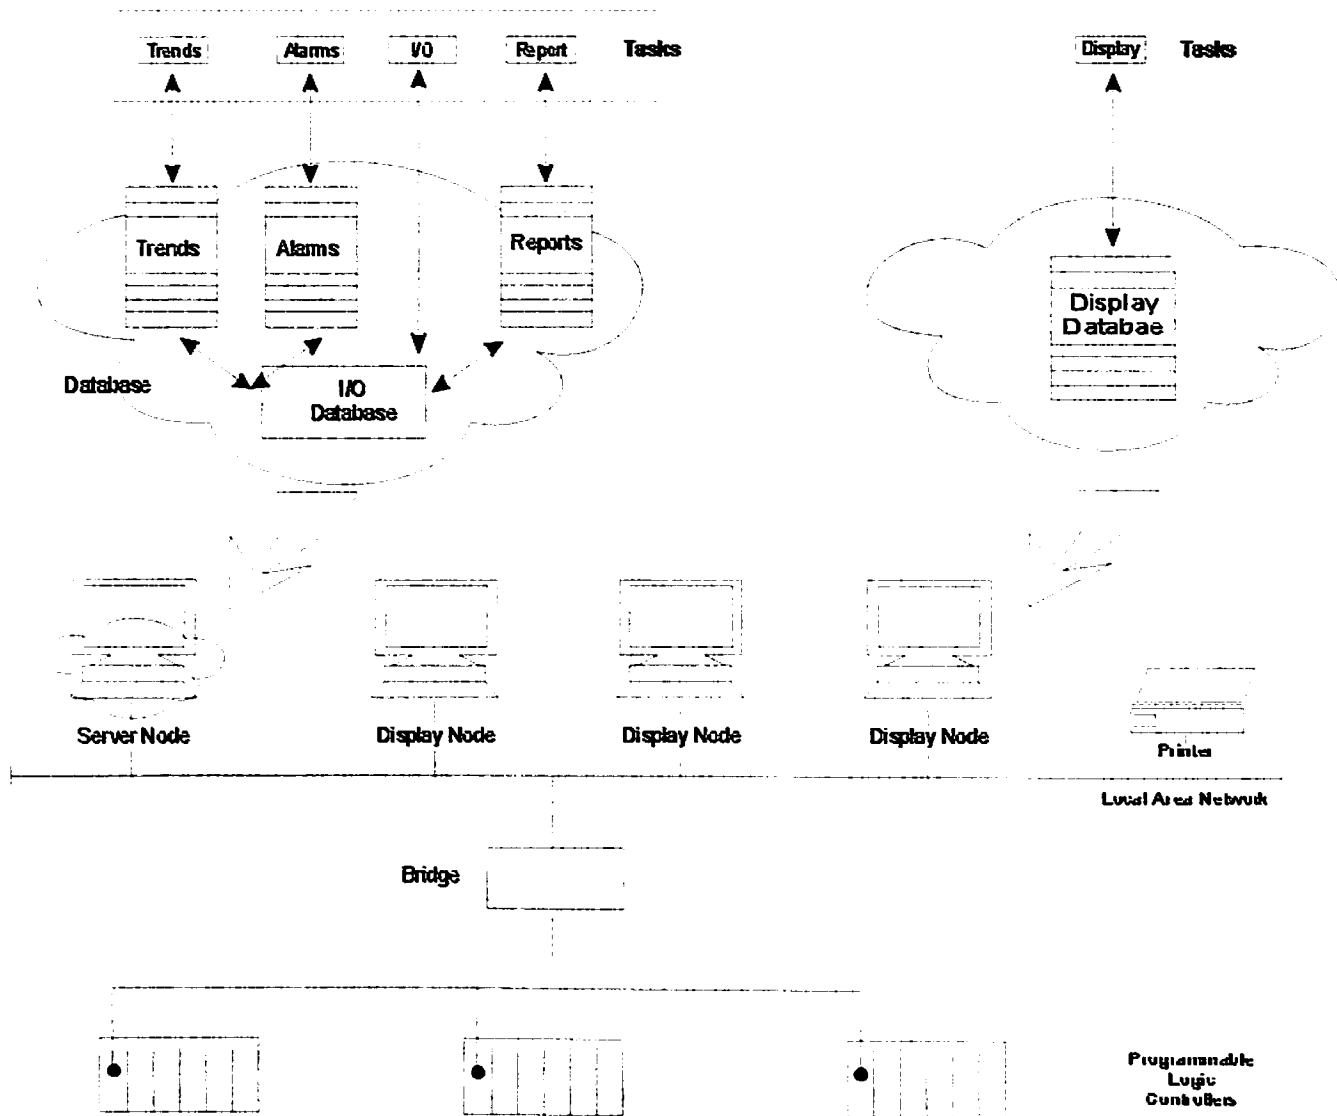 Trends Alarms I/O Report Tasks Display Tasks
Trends Alarms Reports
Display
Databae
Database
I/O
Database
Server Node Display Node Display Node Display Node
Printer
Local Area Network
Bridge
Programmable
Logic
Controllers